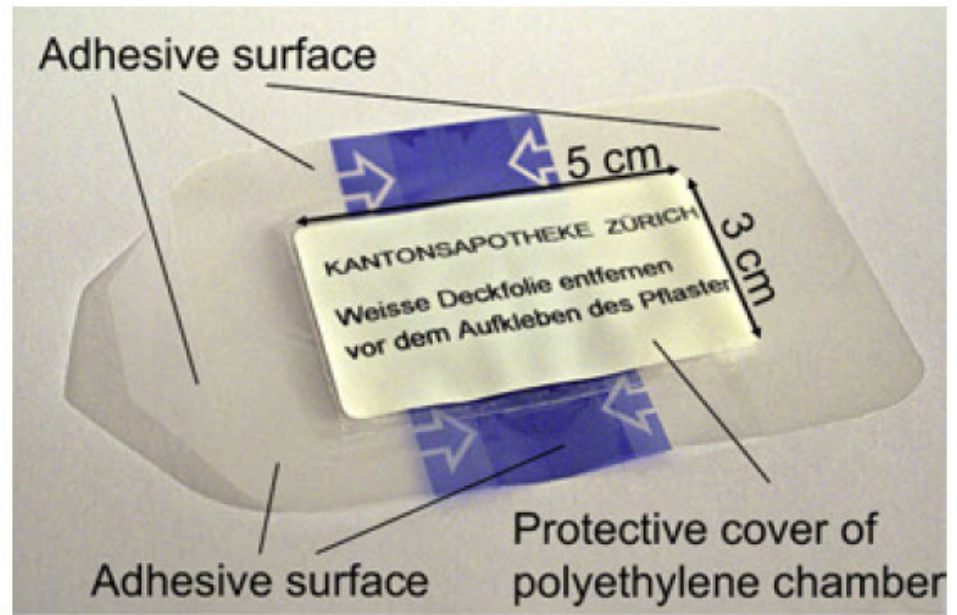 Adhesive surface
5 cm
3 cm
KANTONSAPOTHEKE ZÜRICH
Weisse Deckfolie entfernen
vor dem Aufkleben des Pflaster
Protective cover of
polyethylene chamber
Adhesive surface